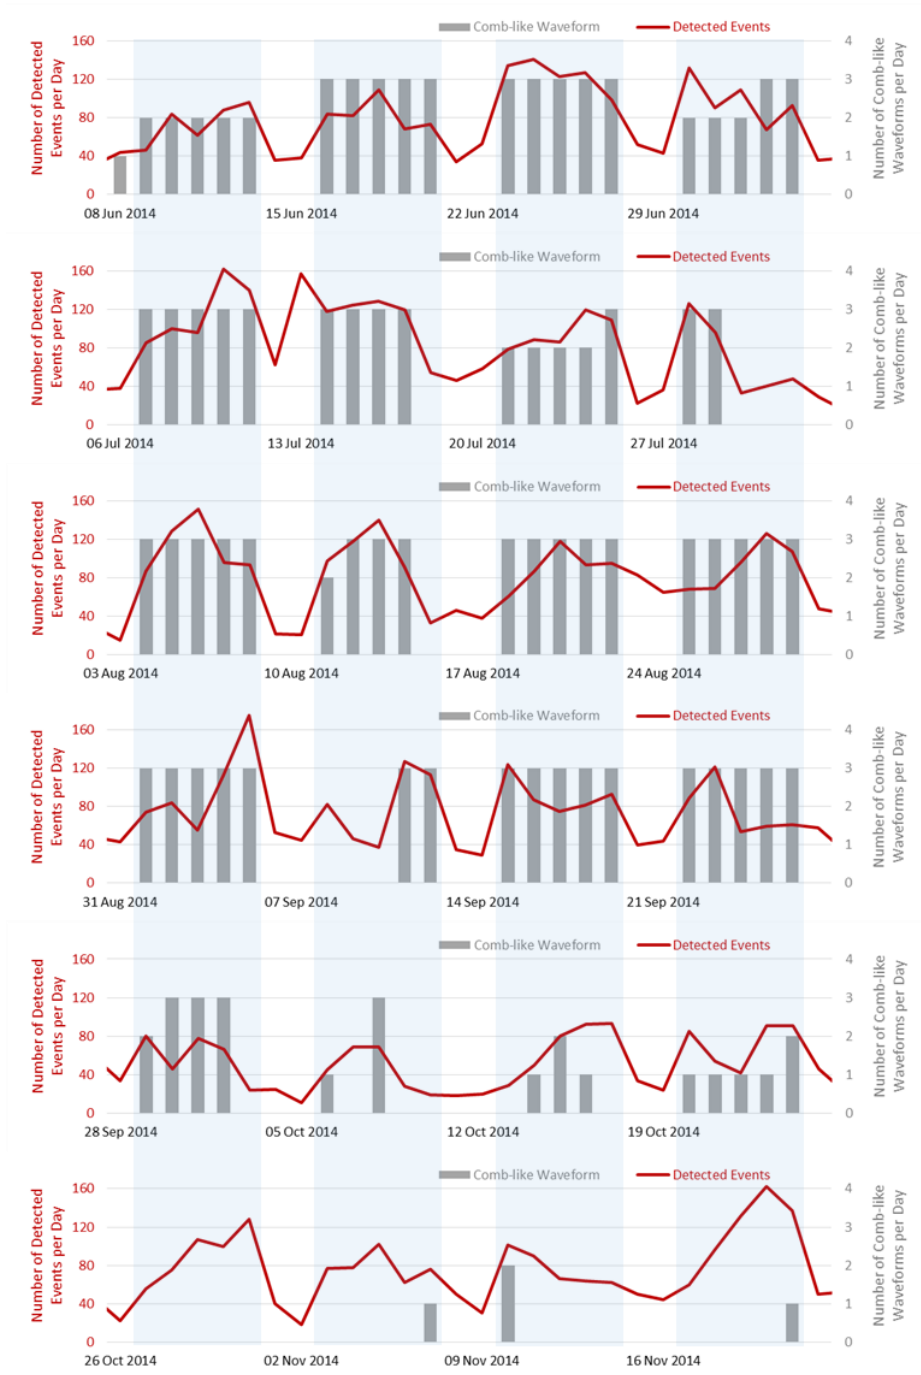 Comb-like Waveform Detected Events
Number of Detected
Events per Day
160
120
80
40
0
4
3
2
1
0
Number of Comb-like
Waveforms per Day
08 Jun 2014 15 Jun 2014 22 Jun 2014 29 Jun 2014
Comb-like Waveform Detected Events
Number of Detected
Events per Day
160
120
80
40
0
4
3
2
1
0
Number of Comb-like
Waveforms per Day
06 Jul 2014 13 Jul 2014 20 Jul 2014 27 Jul 2014
Comb-like Waveform Detected Events
Number of Detected
Events per Day
160
120
80
40
0
4
3
2
1
0
Number of Comb-like
Waveforms per Day
03 Aug 2014 10 Aug 2014 17 Aug 2014 24 Aug 2014
Comb-like Waveform Detected Events
Number of Detected
Events per Day
160
120
80
40
0
4
3
2
1
0
Number of Comb-like
Waveforms per Day
31 Aug 2014 07 Sep 2014 14 Sep 2014 21 Sep 2014
Comb-like Waveform Detected Events
Number of Detected
Events per Day
160
120
80
40
0
4
3
2
1
0
Number of Comb-like
Waveforms per Day
28 Sep 2014 05 Oct 2014 12 Oct 2014 19 Oct 2014
Comb-like Waveform Detected Events
Number of Detected
Events per Day
160
120
80
40
0
4
3
2
1
0
Number of Comb-like
Waveforms per Day
26 Oct 2014 02 Nov 2014 09 Nov 2014 16 Nov 2014